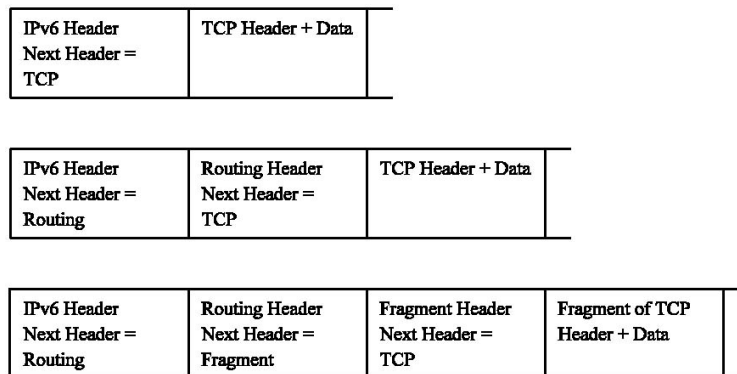 IPv6 Header
Next Header =
TCP
TCP Header + Data
IPv6 Header
Next Header =
Routing
Routing Header
Next Header =
TCP
TCP Header + Data
IPv6 Header
Next Header =
Routing
Routing Header
Next Header =
Fragment
Fragment Header
Next Header =
TCP
Fragment of TCP
Header + Data